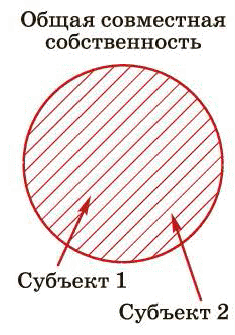 Общая совместная
собственность
Субъект 1
Субъект 2